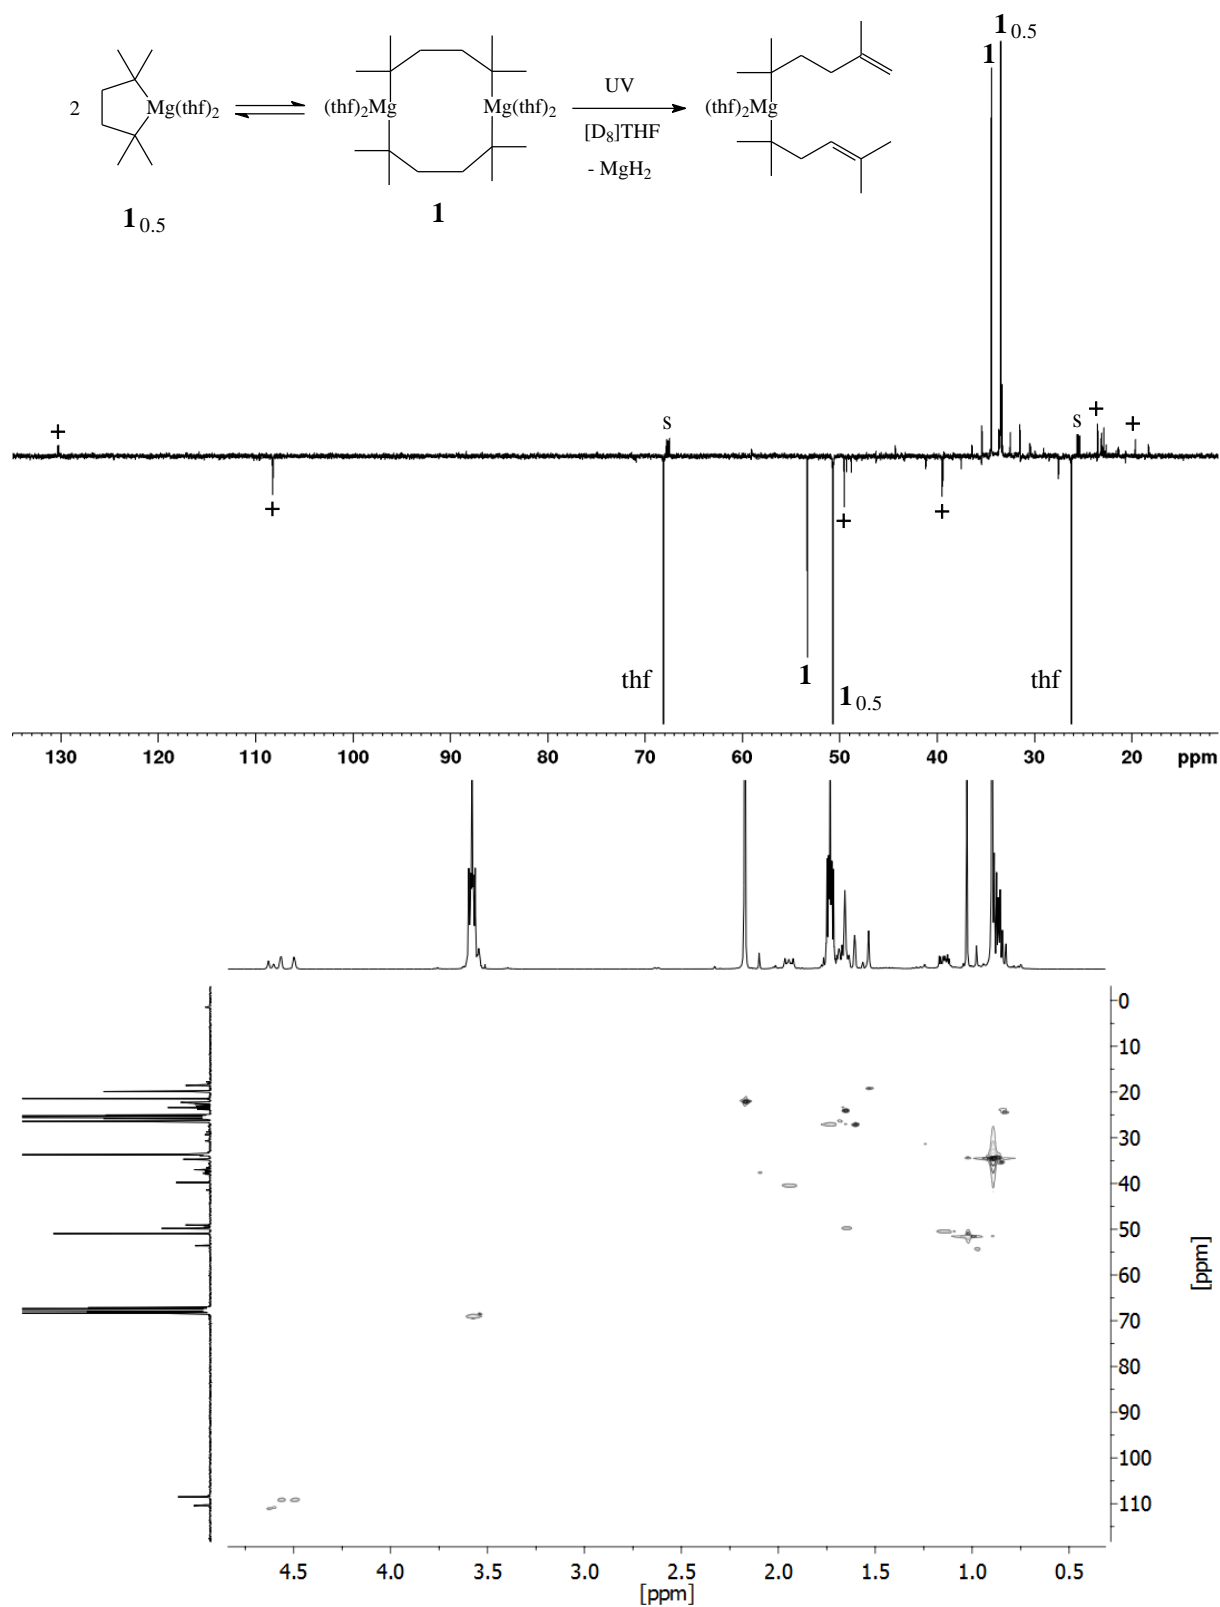 1 0.5
1
2
Mg(thf)2
(thf)2Mg
Mg(thf)2
UV
[D8]THF
- MgH2
(thf)2Mg
1 0.5
1
+
s
s
+
+
+
+
+
thf
1
1 0.5
thf
130 120 110 100 90 80 70 60 50 40 30 20 ppm
0
10
20
30
40
50
60
70
80
90
100
110
[ppm]
4.5 4.0 3.5 3.0 2.5 2.0 1.5 1.0 0.5
[ppm]